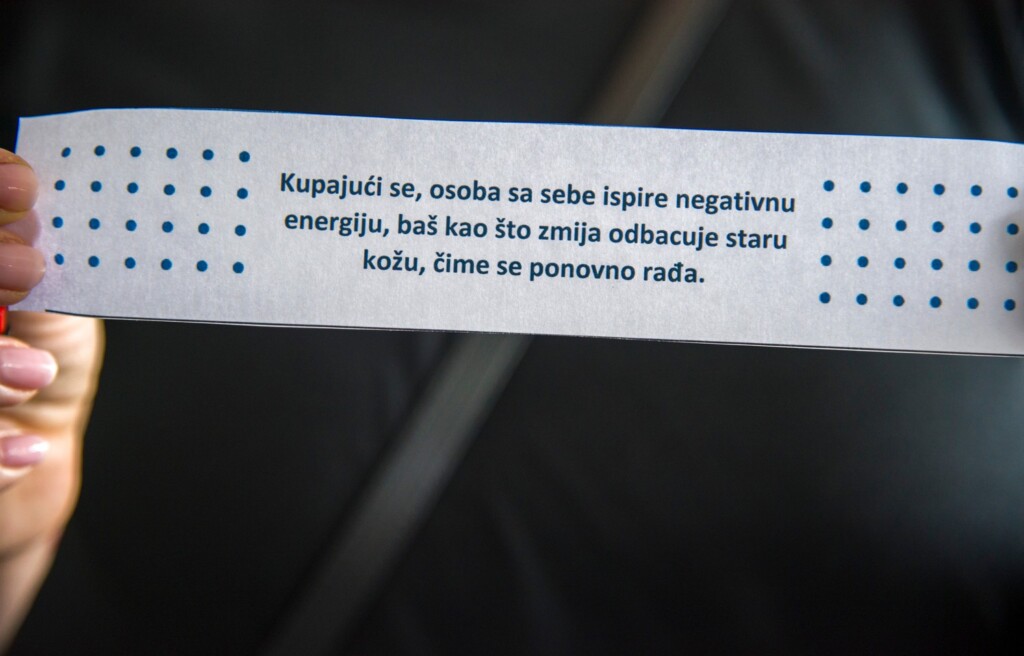 Kupajući se, osoba sa sebe ispire negativnu
energiju, baš kao što zmija odbacuje staru
kožu, čime se ponovno rađa.